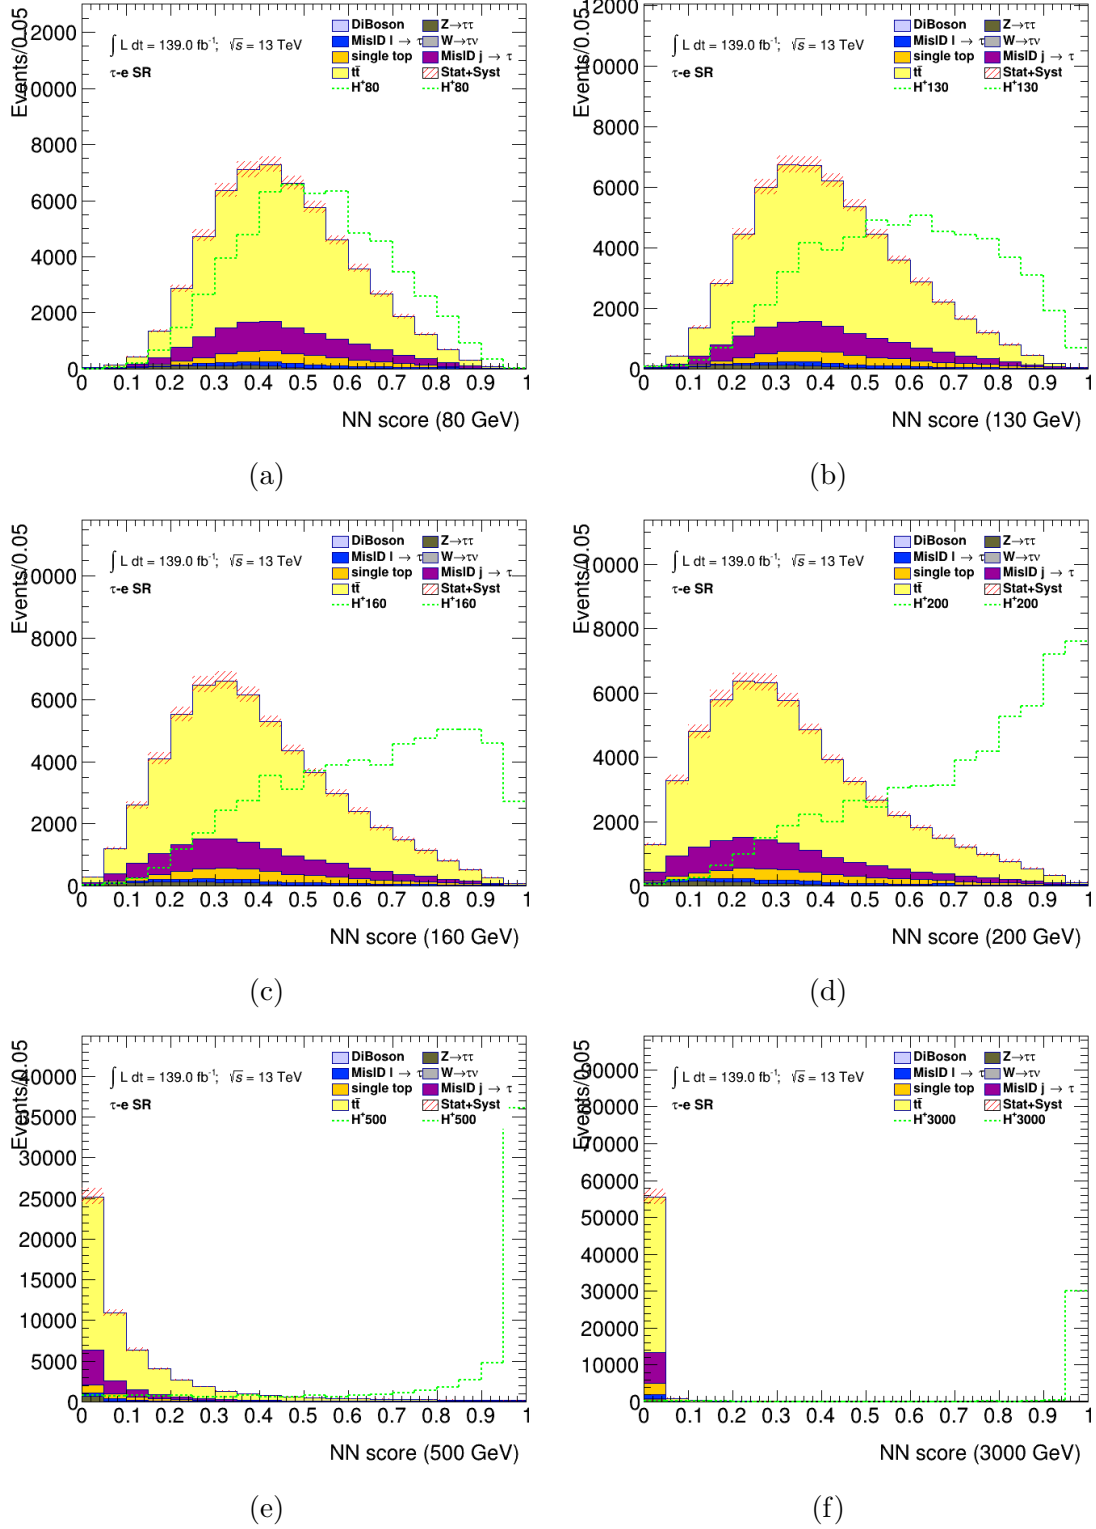 Events/0.05
∫ L dt = 139.0 fb⁻¹; √s = 13 TeV
τ-e SR
DiBoson Z→ττ
MisID l → τ W→τν
single top MisID j → τ
tt̄ Stat+Syst
H⁺80 H⁺80
12000
10000
8000
6000
4000
2000
0
0 0.1 0.2 0.3 0.4 0.5 0.6 0.7 0.8 0.9 1
NN score (80 GeV)
(a)
Events/0.05
∫ L dt = 139.0 fb⁻¹; √s = 13 TeV
τ-e SR
DiBoson Z→ττ
MisID l → τ W→τν
single top MisID j → τ
tt̄ Stat+Syst
H⁺130 H⁺130
12000
10000
8000
6000
4000
2000
0
0 0.1 0.2 0.3 0.4 0.5 0.6 0.7 0.8 0.9 1
NN score (130 GeV)
(b)
Events/0.05
∫ L dt = 139.0 fb⁻¹; √s = 13 TeV
τ-e SR
DiBoson Z→ττ
MisID l → τ W→τν
single top MisID j → τ
tt̄ Stat+Syst
H⁺160 H⁺160
10000
8000
6000
4000
2000
0
0 0.1 0.2 0.3 0.4 0.5 0.6 0.7 0.8 0.9 1
NN score (160 GeV)
(c)
Events/0.05
∫ L dt = 139.0 fb⁻¹; √s = 13 TeV
τ-e SR
DiBoson Z→ττ
MisID l → τ W→τν
single top MisID j → τ
tt̄ Stat+Syst
H⁺200 H⁺200
10000
8000
6000
4000
2000
0
0 0.1 0.2 0.3 0.4 0.5 0.6 0.7 0.8 0.9 1
NN score (200 GeV)
(d)
Events/0.05
∫ L dt = 139.0 fb⁻¹; √s = 13 TeV
τ-e SR
DiBoson Z→ττ
MisID l → τ W→τν
single top MisID j → τ
tt̄ Stat+Syst
H⁺500 H⁺500
40000
35000
30000
25000
20000
15000
10000
5000
0
0 0.1 0.2 0.3 0.4 0.5 0.6 0.7 0.8 0.9 1
NN score (500 GeV)
(e)
Events/0.05
∫ L dt = 139.0 fb⁻¹; √s = 13 TeV
τ-e SR
DiBoson Z→ττ
MisID l → τ W→τν
single top MisID j → τ
tt̄ Stat+Syst
H⁺3000 H⁺3000
90000
80000
70000
60000
50000
40000
30000
20000
10000
0
0 0.1 0.2 0.3 0.4 0.5 0.6 0.7 0.8 0.9 1
NN score (3000 GeV)
(f)